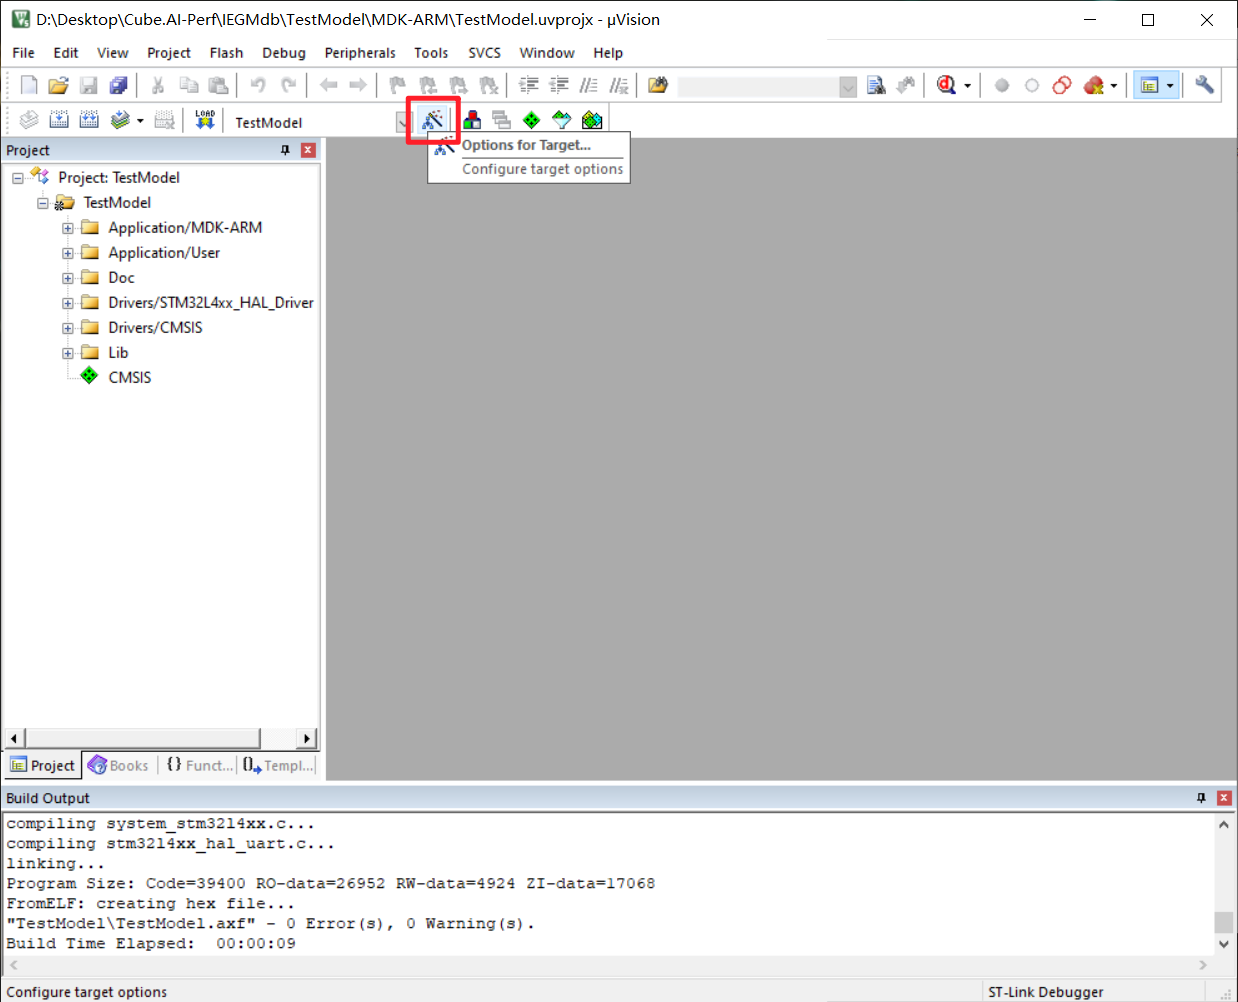 D:\Desktop\Cube.AI-Perf\IEGMdb\TestModel\MDK-ARM\TestModel.uvprojx - µVision
File Edit View Project Flash Debug Peripherals Tools SVCS Window Help
LOAD
TestModel
Project
Options for Target...
Configure target options
Project: TestModel
TestModel
Application/MDK-ARM
Application/User
Doc
Drivers/STM32L4xx_HAL_Driver
Drivers/CMSIS
Lib
CMSIS
Project Books {} Funct... 0 Templ...
Build Output
compiling system_stm32l4xx.c...
compiling stm32l4xx_hal_uart.c...
linking...
Program Size: Code=39400 RO-data=26952 RW-data=4924 ZI-data=17068
FromELF: creating hex file...
"TestModel\TestModel.axf" - 0 Error(s), 0 Warning(s).
Build Time Elapsed:  00:00:09
Configure target options ST-Link Debugger